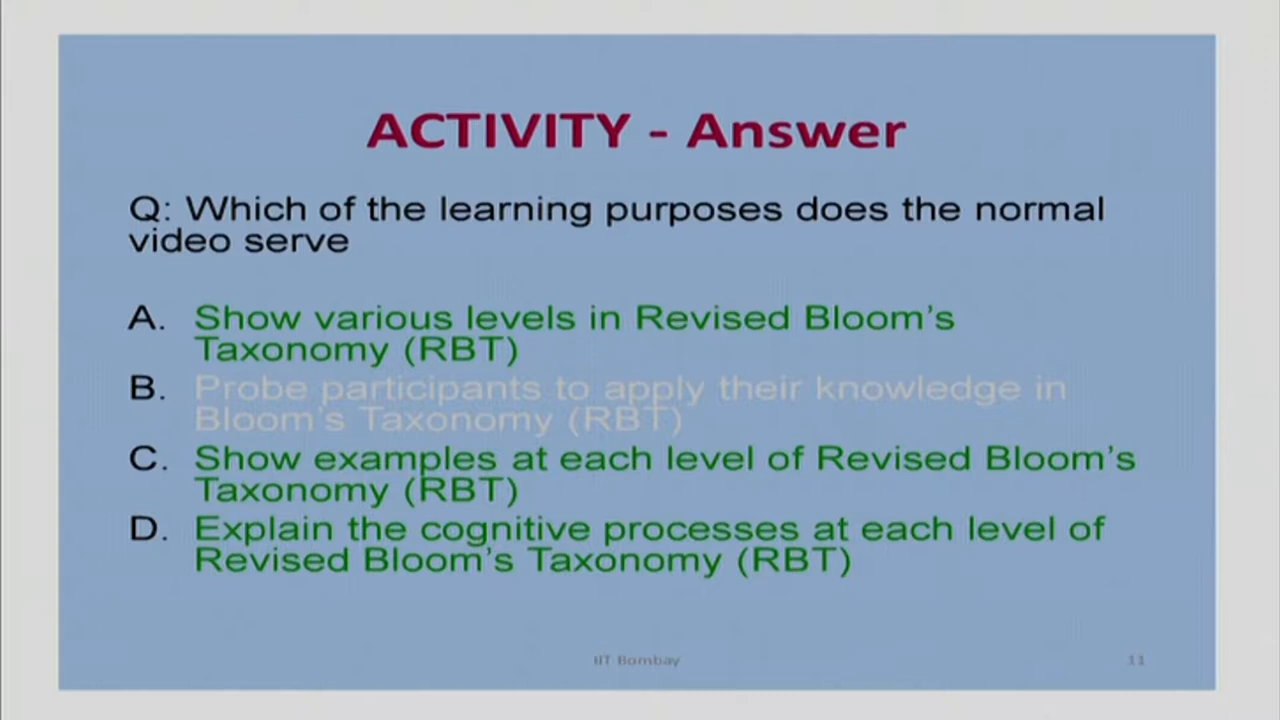 ACTIVITY - Answer
Q: Which of the learning purposes does the normal
video serve
A. Show various levels in Revised Bloom's
Taxonomy (RBT)
B. Probe participants to apply their knowledge in
Bloom's Taxonomy (RBT)
C. Show examples at each level of Revised Bloom's
Taxonomy (RBT)
D. Explain the cognitive processes at each level of
Revised Bloom's Taxonomy (RBT)
IIT Bombay
11